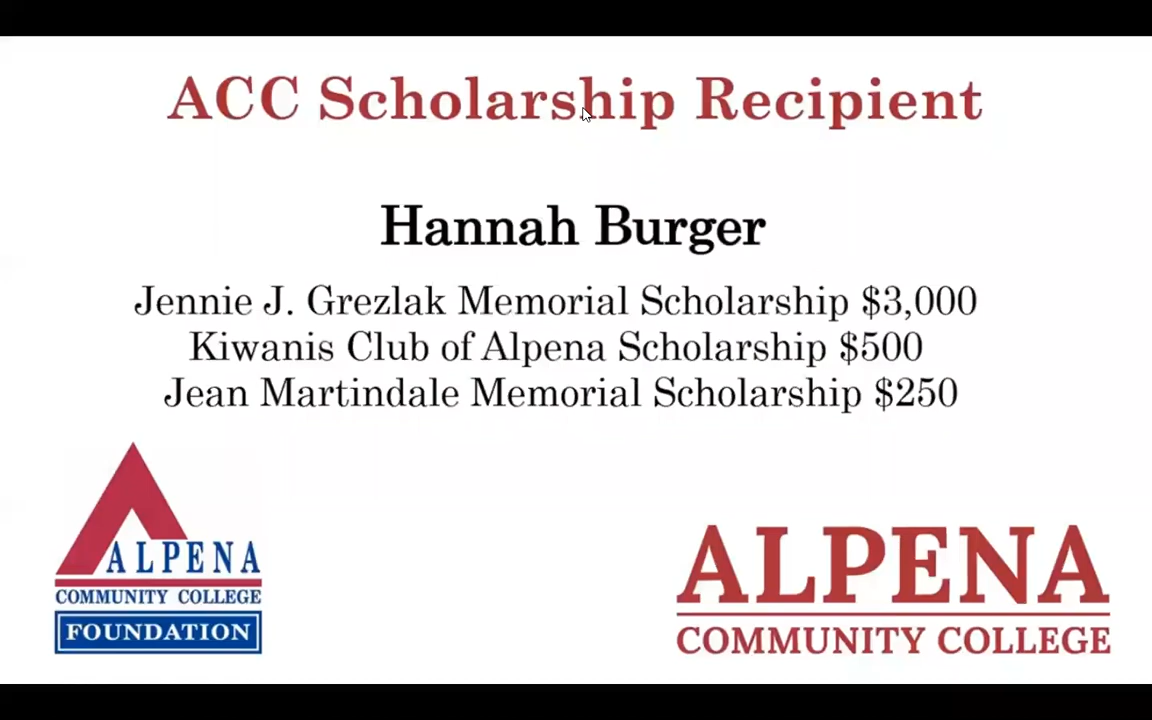 ACC Scholarship Recipient
Hannah Burger
Jennie J. Grezlak Memorial Scholarship $3,000
Kiwanis Club of Alpena Scholarship $500
Jean Martindale Memorial Scholarship $250
ALPENA
COMMUNITY COLLEGE
FOUNDATION
ALPENA
COMMUNITY COLLEGE